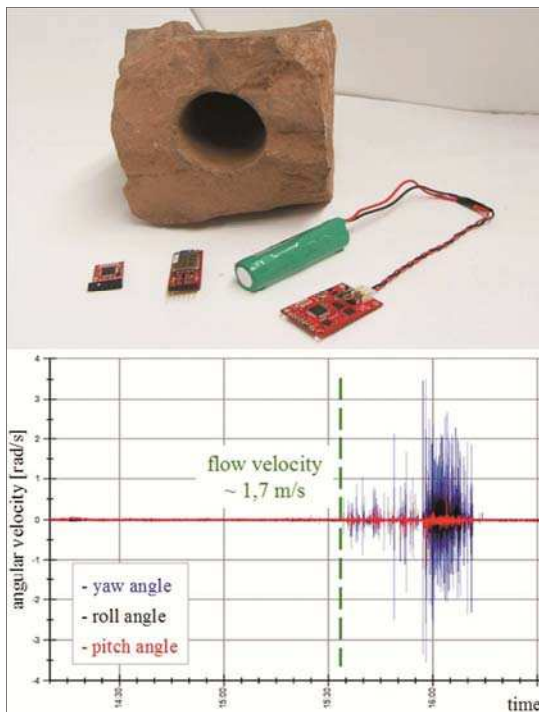 4
3
2
1
0
-1
-2
-3
-4
angular velocity [rad/s]
flow velocity
~ 1,7 m/s
- yaw angle
- roll angle
- pitch angle
14:30
15:00
15:30
16:00
time